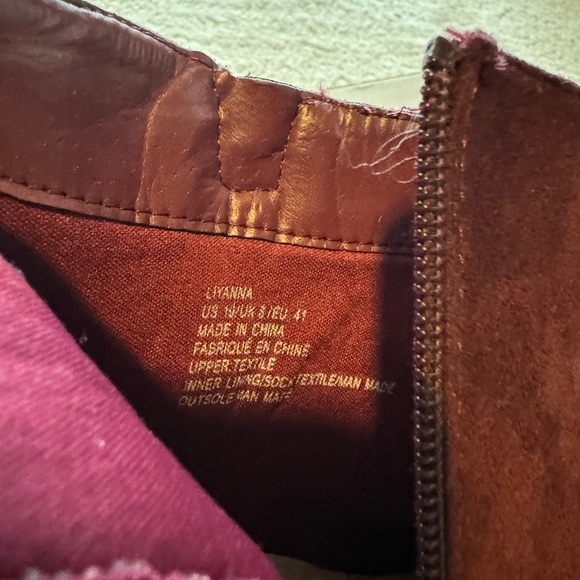 LIYANNA
US 10/UK 8/EU 41
MADE IN CHINA
FABRIQUÉ EN CHINE
UPPER:TEXTILE
INNER LINING/SOCK:TEXTILE/MAN MADE
OUTSOLE:MAN MADE